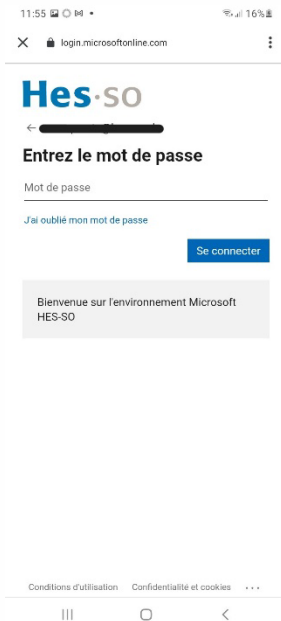 11:55
16%
login.microsoftonline.com
Hes·so
Entrez le mot de passe
Mot de passe
J'ai oublié mon mot de passe
Se connecter
Bienvenue sur l'environnement Microsoft
HES-SO
Conditions d'utilisation Confidentialité et cookies ...